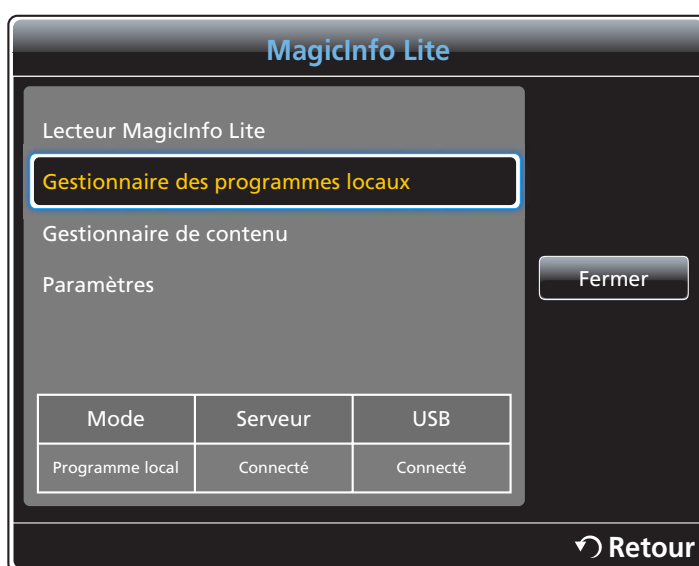 MagicInfo Lite
Lecteur MagicInfo Lite
Gestionnaire des programmes locaux
Gestionnaire de contenu
Paramètres
Fermer
Mode Serveur USB
Programme local Connecté Connecté
Retour